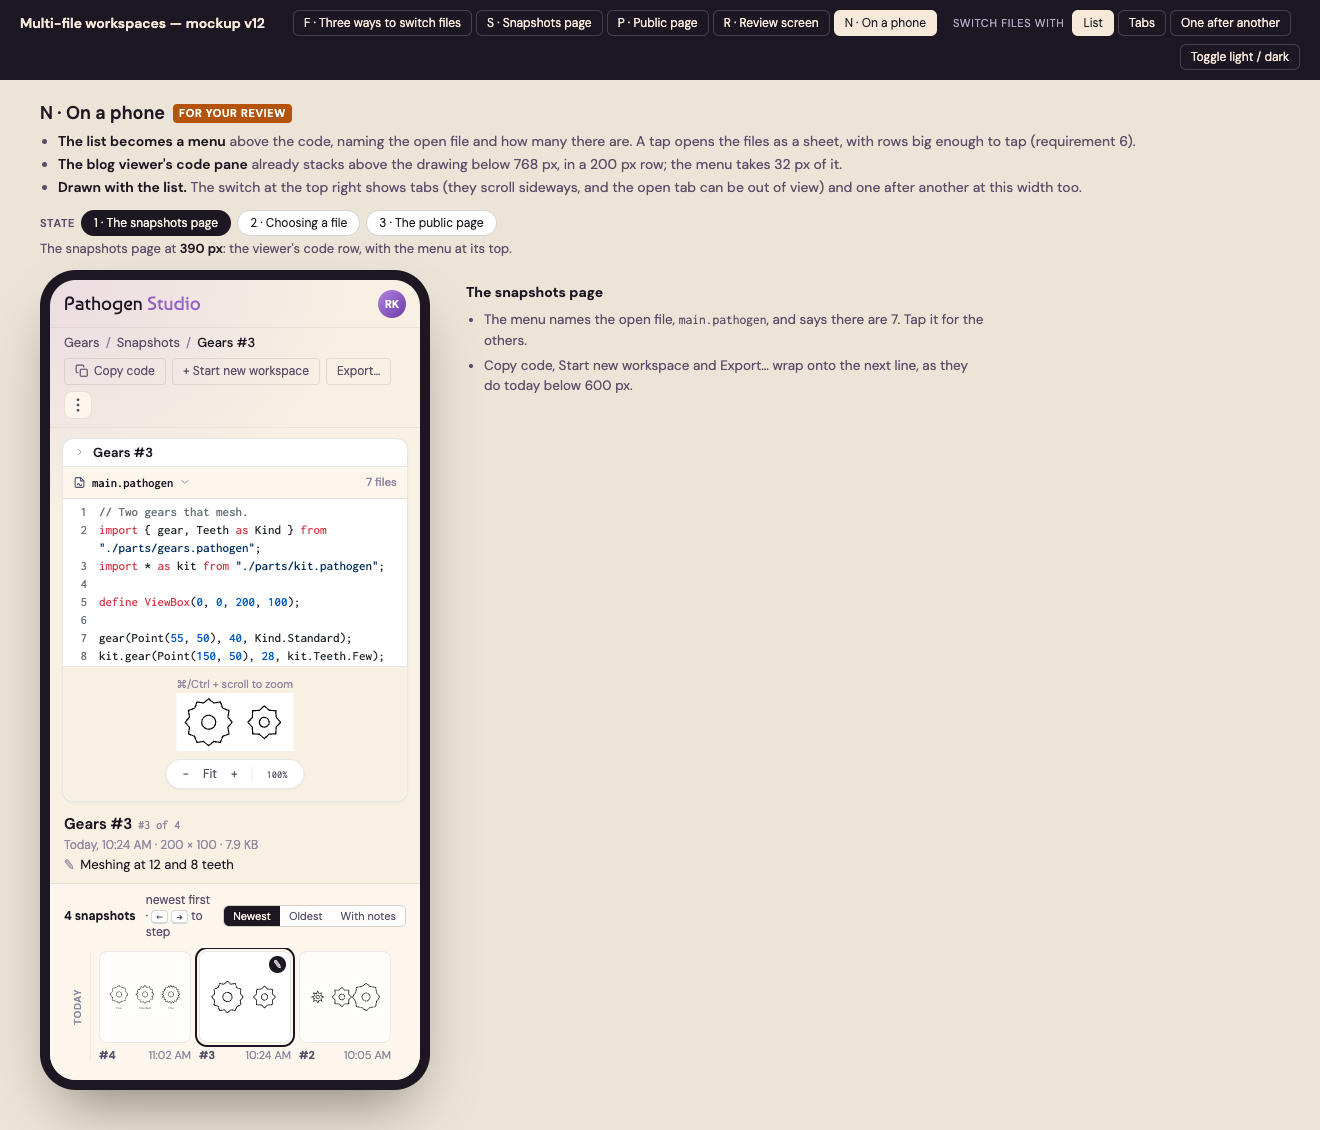 Multi-file workspaces — mockup v12
F · Three ways to switch files
S · Snapshots page
P · Public page
R · Review screen
N · On a phone
SWITCH FILES WITH
List
Tabs
One after another
Toggle light / dark
N · On a phone FOR YOUR REVIEW
• The list becomes a menu above the code, naming the open file and how many there are. A tap opens the files as a sheet, with rows big enough to tap (requirement 6).
• The blog viewer's code pane already stacks above the drawing below 768 px, in a 200 px row; the menu takes 32 px of it.
• Drawn with the list. The switch at the top right shows tabs (they scroll sideways, and the open tab can be out of view) and one after another at this width too.
STATE
1 · The snapshots page
2 · Choosing a file
3 · The public page
The snapshots page at 390 px: the viewer's code row, with the menu at its top.
Pathogen Studio
RK
Gears / Snapshots / Gears #3
Copy code
+ Start new workspace
Export…
Gears #3
main.pathogen
7 files
1 // Two gears that mesh.
2 import { gear, Teeth as Kind } from
"./parts/gears.pathogen";
3 import * as kit from "./parts/kit.pathogen";
4
5 define ViewBox(0, 0, 200, 100);
6
7 gear(Point(55, 50), 40, Kind.Standard);
8 kit.gear(Point(150, 50), 28, kit.Teeth.Few);
⌘/Ctrl + scroll to zoom
− Fit + 100%
Gears #3 #3 of 4
Today, 10:24 AM · 200 × 100 · 7.9 KB
Meshing at 12 and 8 teeth
4 snapshots
newest first
· ← → to
step
Newest
Oldest
With notes
TODAY
#4 11:02 AM
#3 10:24 AM
#2 10:05 AM
The snapshots page
• The menu names the open file, main.pathogen, and says there are 7. Tap it for the
others.
• Copy code, Start new workspace and Export… wrap onto the next line, as they
do today below 600 px.